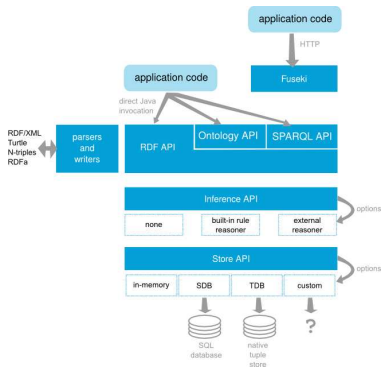 application code
HTTP
application code
Fuseki
direct Java
invocation
RDF/XML
Turtle
N-triples
RDFa
parsers
and
writers
RDF API
Ontology API
SPARQL API
Inference API
options
none
built-in rule
reasoner
external
reasoner
Store API
options
in-memory
SDB
TDB
custom
SQL
database
native
tuple
store
?